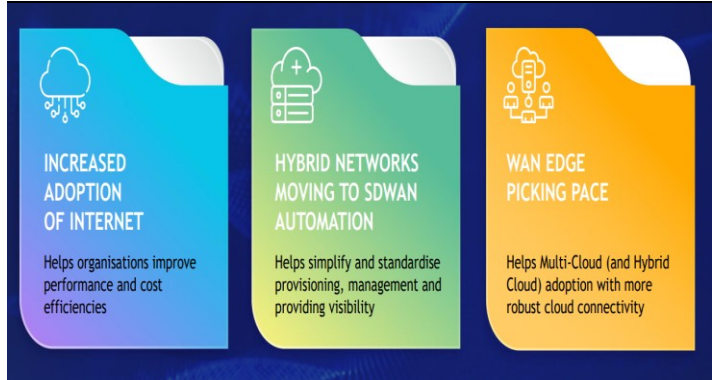 INCREASED
ADOPTION
OF INTERNET
Helps organisations improve
performance and cost
efficiencies
HYBRID NETWORKS
MOVING TO SDWAN
AUTOMATION
Helps simplify and standardise
provisioning, management and
providing visibility
WAN EDGE
PICKING PACE
Helps Multi-Cloud (and Hybrid
Cloud) adoption with more
robust cloud connectivity